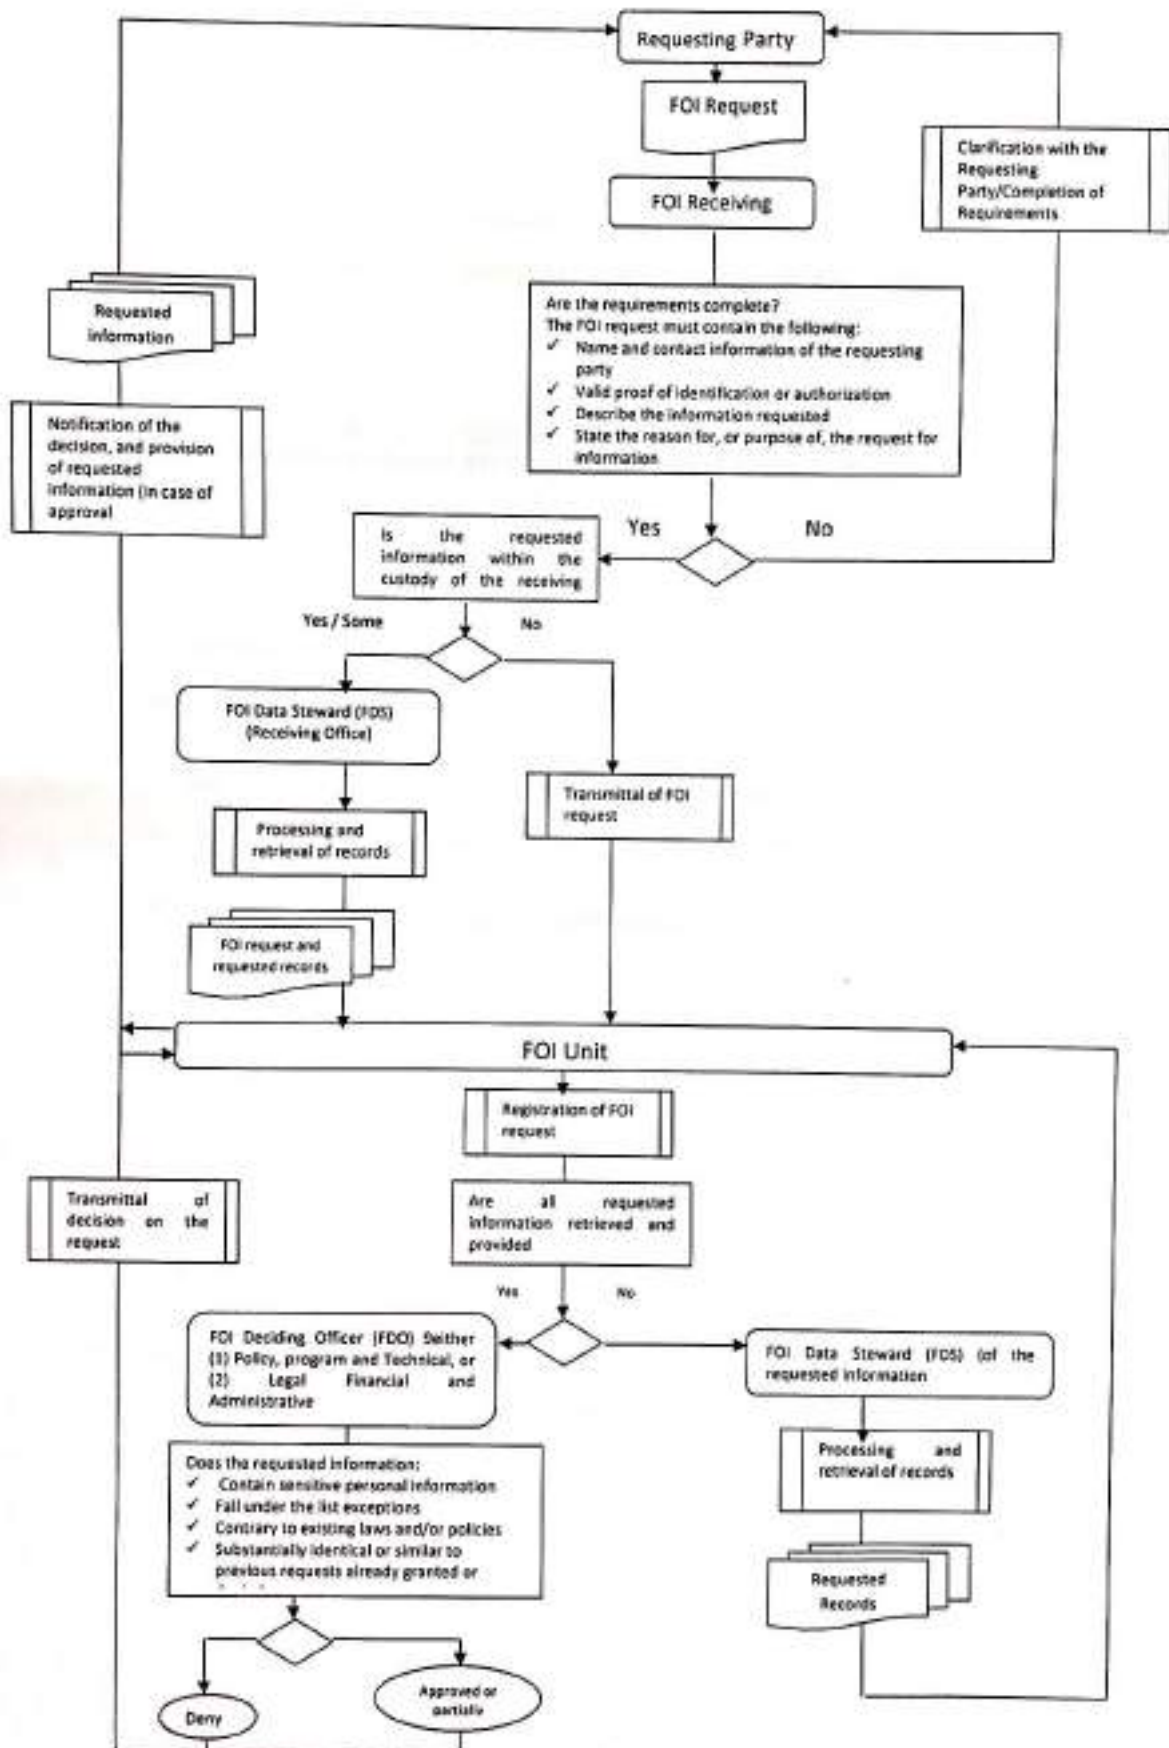 Requesting Party
FOI Request
Clarification with the
Requesting
Party/Completion of
Requirements
FOI Receiving
Requested
information
Are the requirements complete?
The FOI request must contain the following:
✓ Name and contact information of the requesting
party
✓ Valid proof of identification or authorization
✓ Describe the information requested
✓ State the reason for, or purpose of, the request for
information
Notification of the
decision, and provision
of requested
information (in case of
approval
Yes No
Is the requested
information within the
custody of the receiving
Yes / Some No
FOI Data Steward (FDS)
(Receiving Office)
Transmittal of FOI
request
Processing and
retrieval of records
FOI request and
requested records
FOI Unit
Registration of FOI
request
Transmittal of
decision on the
request
Are all requested
information retrieved and
provided
Yes No
FOI Deciding Officer (FDO) 9either
(1) Policy, program and Technical, or
(2) Legal Financial and
Administrative
FOI Data Steward (FDS) (of the
requested information
Processing and
retrieval of records
Does the requested information:
✓ Contain sensitive personal information
✓ Fall under the list exceptions
✓ Contrary to existing laws and/or policies
✓ Substantially identical or similar to
previous requests already granted or
Requested
Records
Deny
Approved or
partially